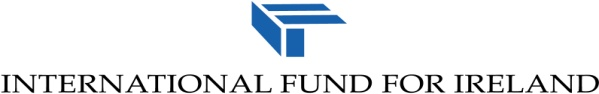 INTERNATIONAL FUND FOR IRELAND